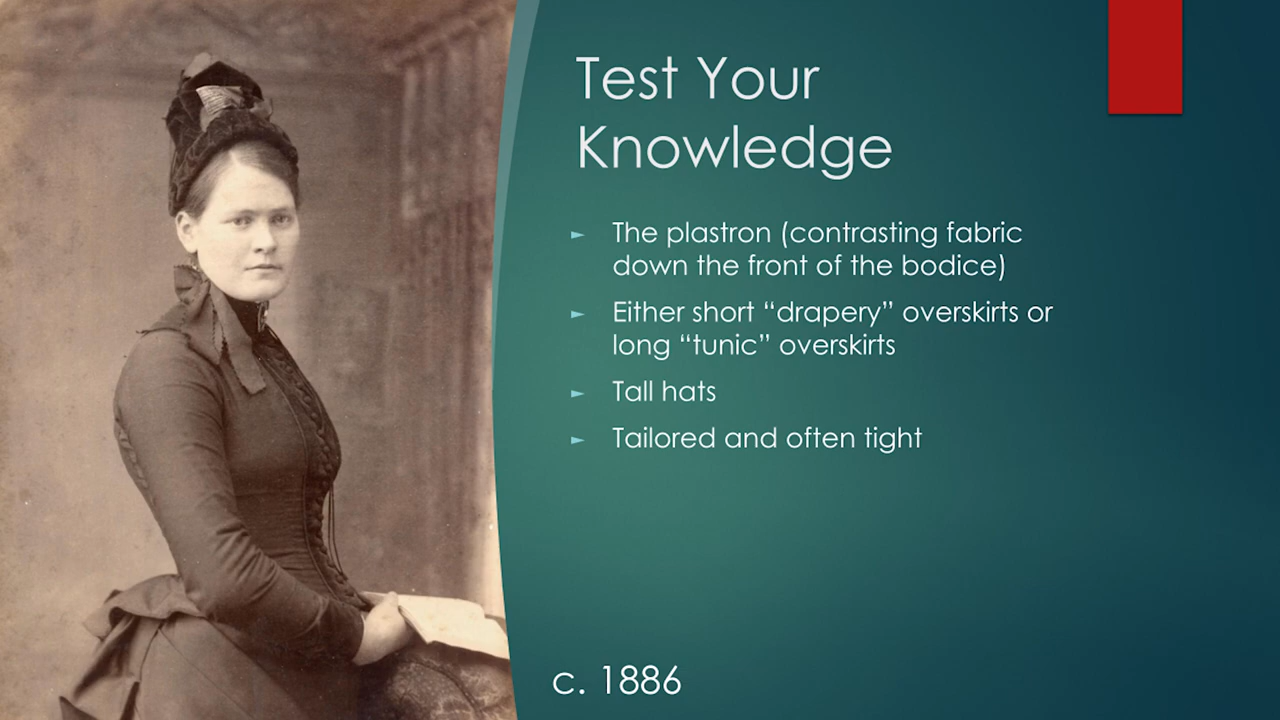 Test Your
Knowledge
► The plastron (contrasting fabric
down the front of the bodice)
► Either short “drapery” overskirts or
long “tunic” overskirts
► Tall hats
► Tailored and often tight
c. 1886